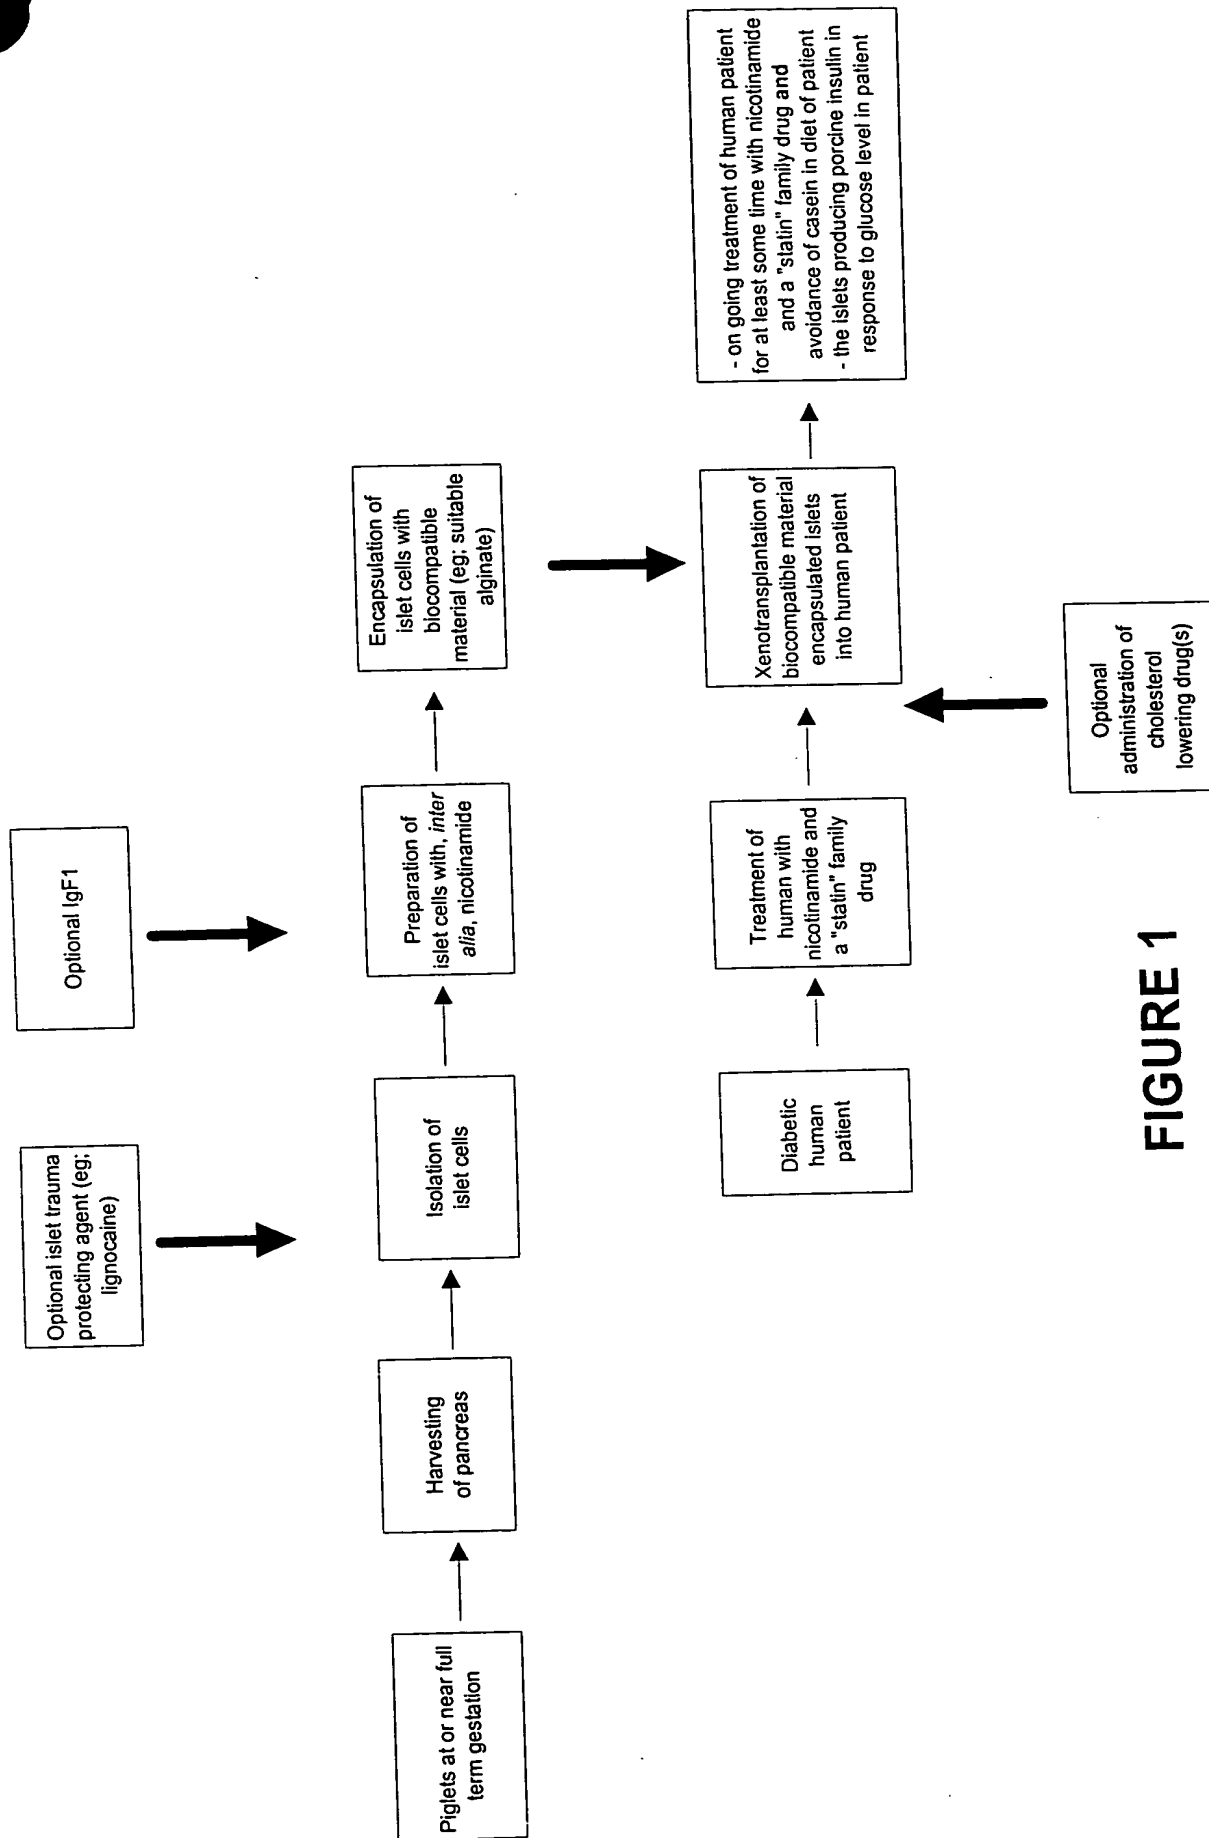 Optional islet trauma
protecting agent (eg;
lignocaine)
Optional IgF1
Piglets at or near full
term gestation
Harvesting
of pancreas
Isolation of
islet cells
Preparation of
islet cells with, inter
alia, nicotinamide
Encapsulation of
islet cells with
biocompatible
material (eg; suitable
alginate)
Diabetic
human
patient
Treatment of
human with
nicotinamide and
a "statin" family
drug
Xenotransplantation of
biocompatible material
encapsulated islets
into human patient
- on going treatment of human patient
for at least some time with nicotinamide
and a "statin" family drug and
avoidance of casein in diet of patient
- the islets producing porcine insulin in
response to glucose level in patient
Optional
administration of
cholesterol
lowering drug(s)
FIGURE 1